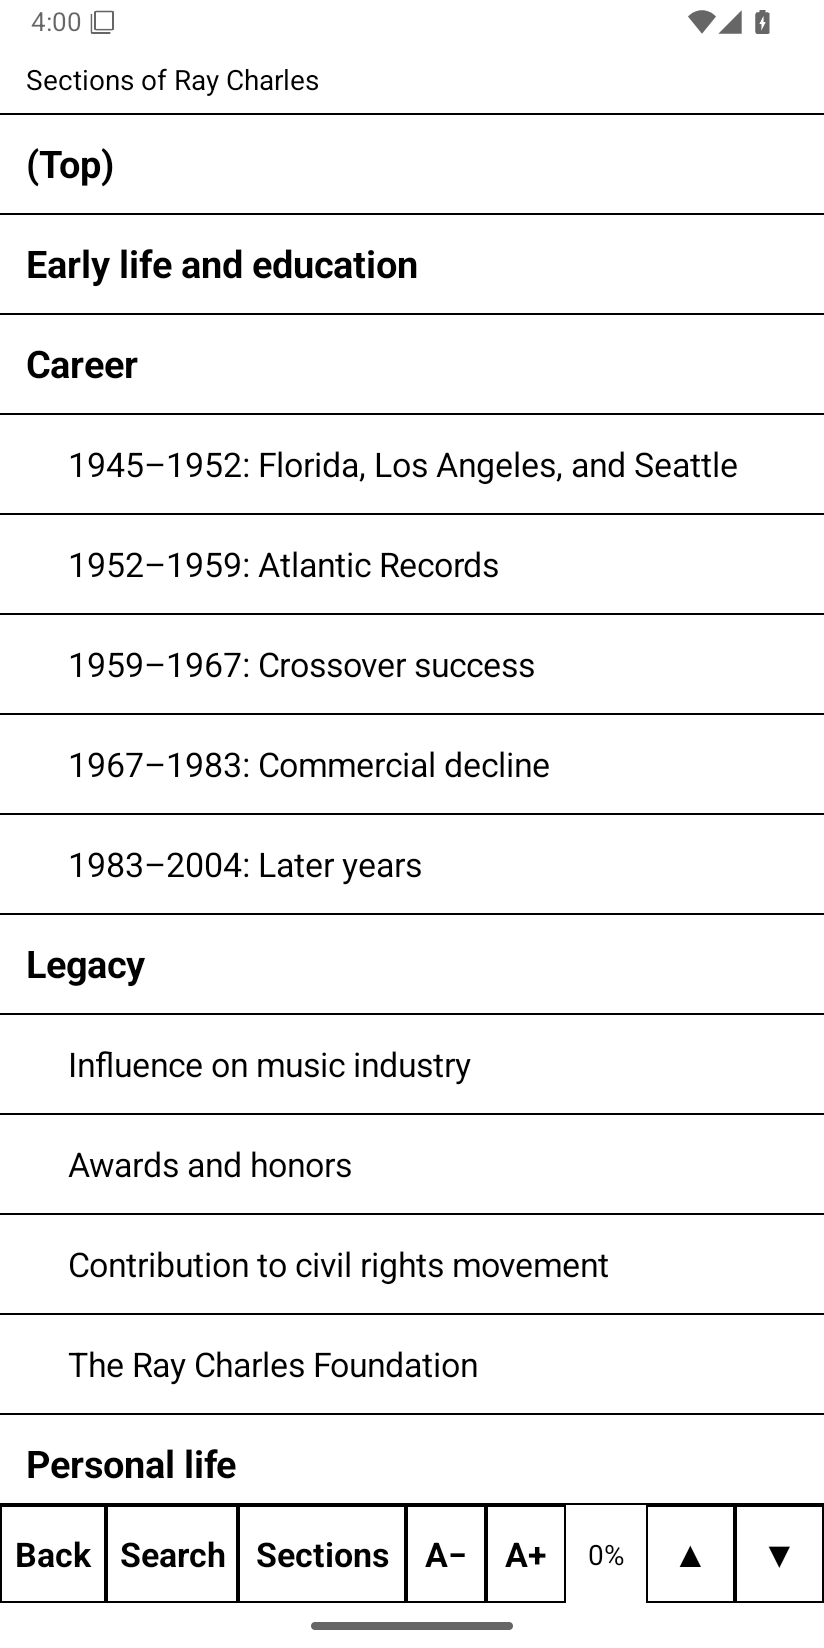 4:00
Sections of Ray Charles
(Top)
Early life and education
Career
1945–1952: Florida, Los Angeles, and Seattle
1952–1959: Atlantic Records
1959–1967: Crossover success
1967–1983: Commercial decline
1983–2004: Later years
Legacy
Influence on music industry
Awards and honors
Contribution to civil rights movement
The Ray Charles Foundation
Personal life
Back Search Sections A− A+ 0% ▲ ▼